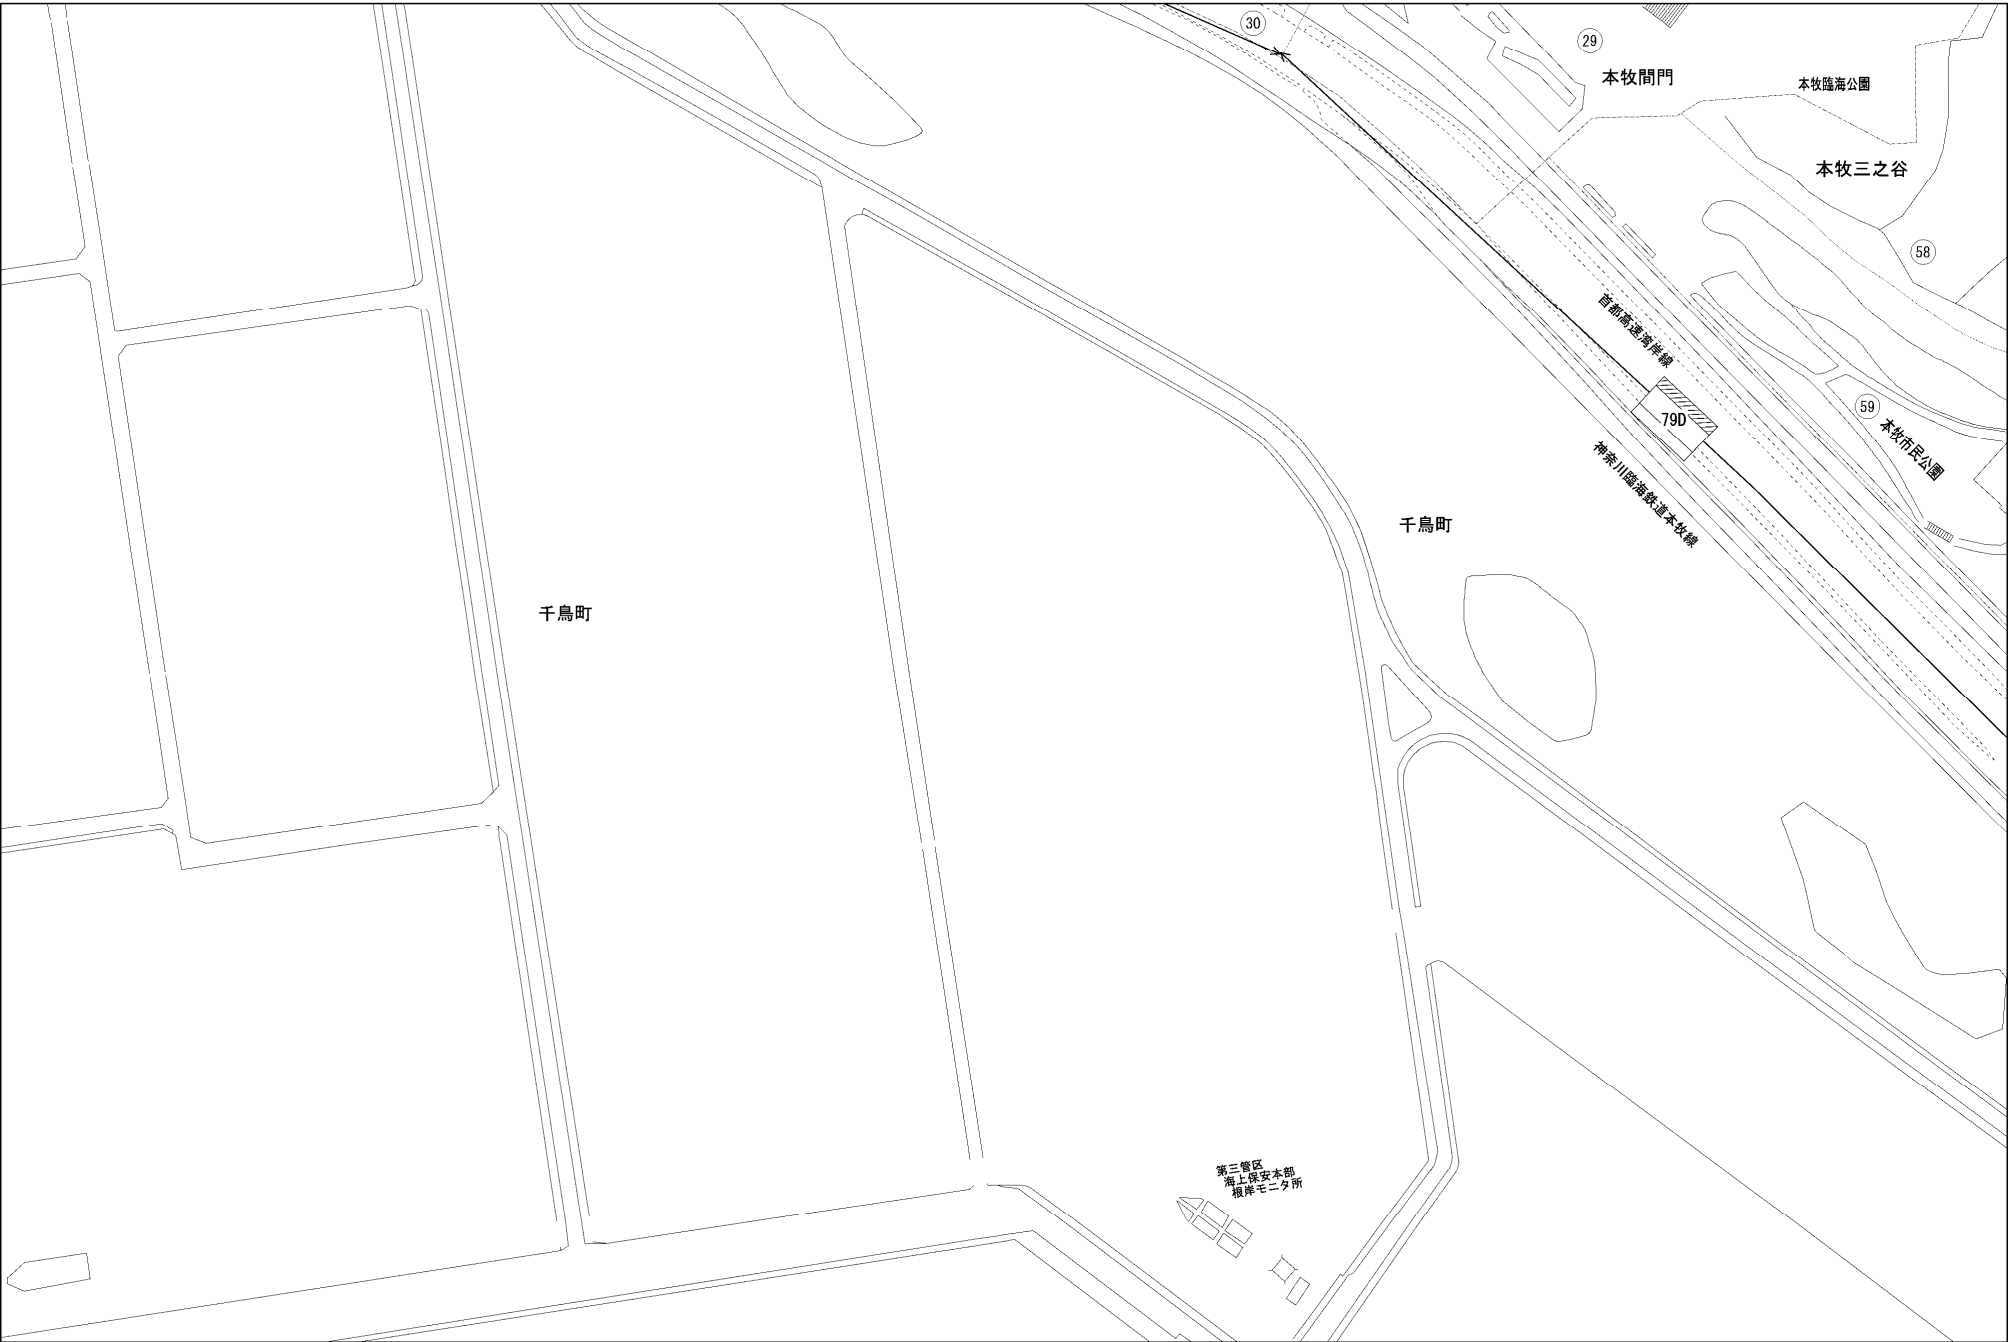 30
29
本牧間門
本牧臨海公園
本牧三之谷
58
首都高速湾岸線
79D
59
本牧市民公園
神奈川臨海鉄道本牧線
千鳥町
千鳥町
第三管区
海上保安本部
根岸モニタ所